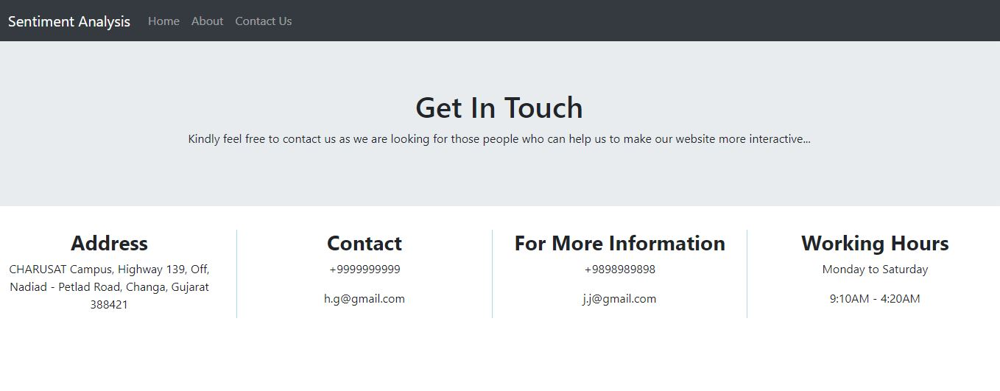 Sentiment Analysis Home About Contact Us
Get In Touch
Kindly feel free to contact us as we are looking for those people who can help us to make our website more interactive...
Address
CHARUSAT Campus, Highway 139, Off,
Nadiad - Petlad Road, Changa, Gujarat
388421
Contact
+9999999999
h.g@gmail.com
For More Information
+9898989898
j.j@gmail.com
Working Hours
Monday to Saturday
9:10AM - 4:20AM